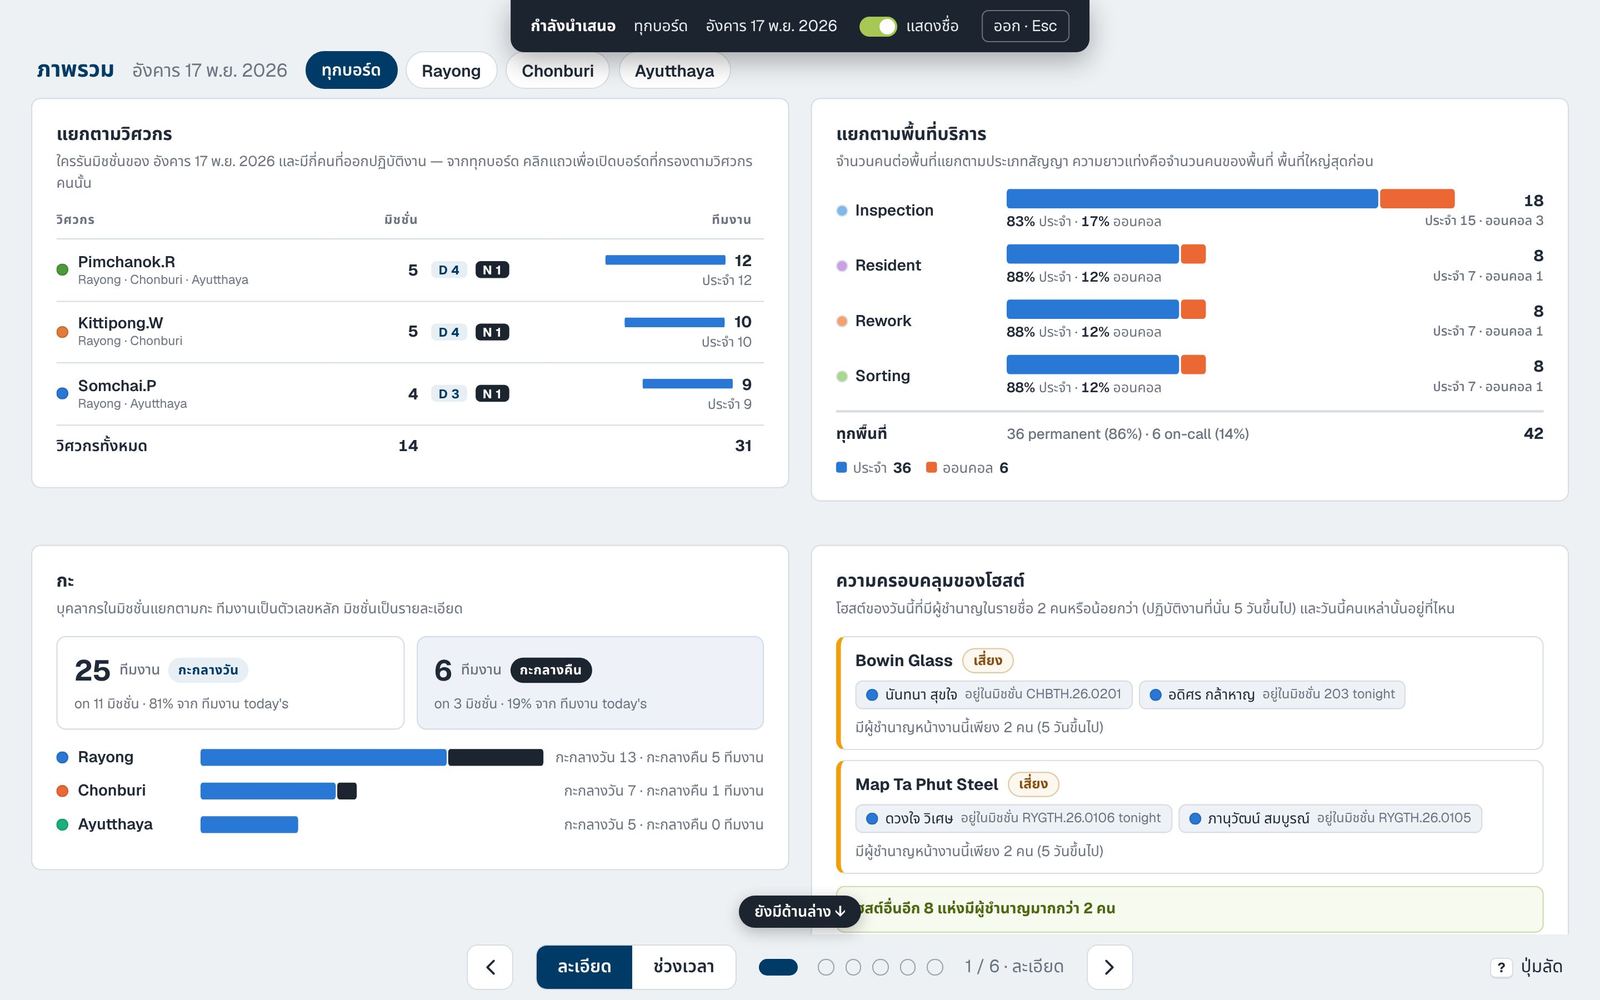 กำลังนำเสนอ ทุกบอร์ด อังคาร 17 พ.ย. 2026 แสดงชื่อ ออก · Esc
ภาพรวม อังคาร 17 พ.ย. 2026 ทุกบอร์ด Rayong Chonburi Ayutthaya
แยกตามวิศวกร
ใครรันมิชชั่นของ อังคาร 17 พ.ย. 2026 และมีกี่คนที่ออกปฏิบัติงาน — จากทุกบอร์ด คลิกแถวเพื่อเปิดบอร์ดที่กรองตามวิศวกร
คนนั้น
วิศวกร มิชชั่น ทีมงาน
Pimchanok.R 5 D 4 N 1 12
Rayong · Chonburi · Ayutthaya ประจำ 12
Kittipong.W 5 D 4 N 1 10
Rayong · Chonburi ประจำ 10
Somchai.P 4 D 3 N 1 9
Rayong · Ayutthaya ประจำ 9
วิศวกรทั้งหมด 14 31
แยกตามพื้นที่บริการ
จำนวนคนต่อพื้นที่แยกตามประเภทสัญญา ความยาวแท่งคือจำนวนคนของพื้นที่ พื้นที่ใหญ่สุดก่อน
Inspection 18
83% ประจำ · 17% ออนคอล ประจำ 15 · ออนคอล 3
Resident 8
88% ประจำ · 12% ออนคอล ประจำ 7 · ออนคอล 1
Rework 8
88% ประจำ · 12% ออนคอล ประจำ 7 · ออนคอล 1
Sorting 8
88% ประจำ · 12% ออนคอล ประจำ 7 · ออนคอล 1
ทุกพื้นที่ 36 permanent (86%) · 6 on-call (14%) 42
ประจำ 36 ออนคอล 6
กะ
บุคลากรในมิชชั่นแยกตามกะ ทีมงานเป็นตัวเลขหลัก มิชชั่นเป็นรายละเอียด
25 ทีมงาน กะกลางวัน
on 11 มิชชั่น · 81% จาก ทีมงาน today's
6 ทีมงาน กะกลางคืน
on 3 มิชชั่น · 19% จาก ทีมงาน today's
Rayong กะกลางวัน 13 · กะกลางคืน 5 ทีมงาน
Chonburi กะกลางวัน 7 · กะกลางคืน 1 ทีมงาน
Ayutthaya กะกลางวัน 5 · กะกลางคืน 0 ทีมงาน
ความครอบคลุมของโฮสต์
โฮสต์ของวันนี้ที่มีผู้ชำนาญในรายชื่อ 2 คนหรือน้อยกว่า (ปฏิบัติงานที่นั่น 5 วันขึ้นไป) และวันนี้คนเหล่านั้นอยู่ที่ไหน
Bowin Glass เสี่ยง
นันทนา สุขใจ อยู่ในมิชชั่น CHBTH.26.0201 อดิศร กล้าหาญ อยู่ในมิชชั่น 203 tonight
มีผู้ชำนาญหน้างานนี้เพียง 2 คน (5 วันขึ้นไป)
Map Ta Phut Steel เสี่ยง
ดวงใจ วิเศษ อยู่ในมิชชั่น RYGTH.26.0106 tonight ภานุวัฒน์ สมบูรณ์ อยู่ในมิชชั่น RYGTH.26.0105
มีผู้ชำนาญหน้างานนี้เพียง 2 คน (5 วันขึ้นไป)
ยังมีด้านล่าง ↓ ฮสต์อื่นอีก 8 แห่งมีผู้ชำนาญมากกว่า 2 คน
ละเอียด ช่วงเวลา 1 / 6 · ละเอียด ? ปุ่มลัด